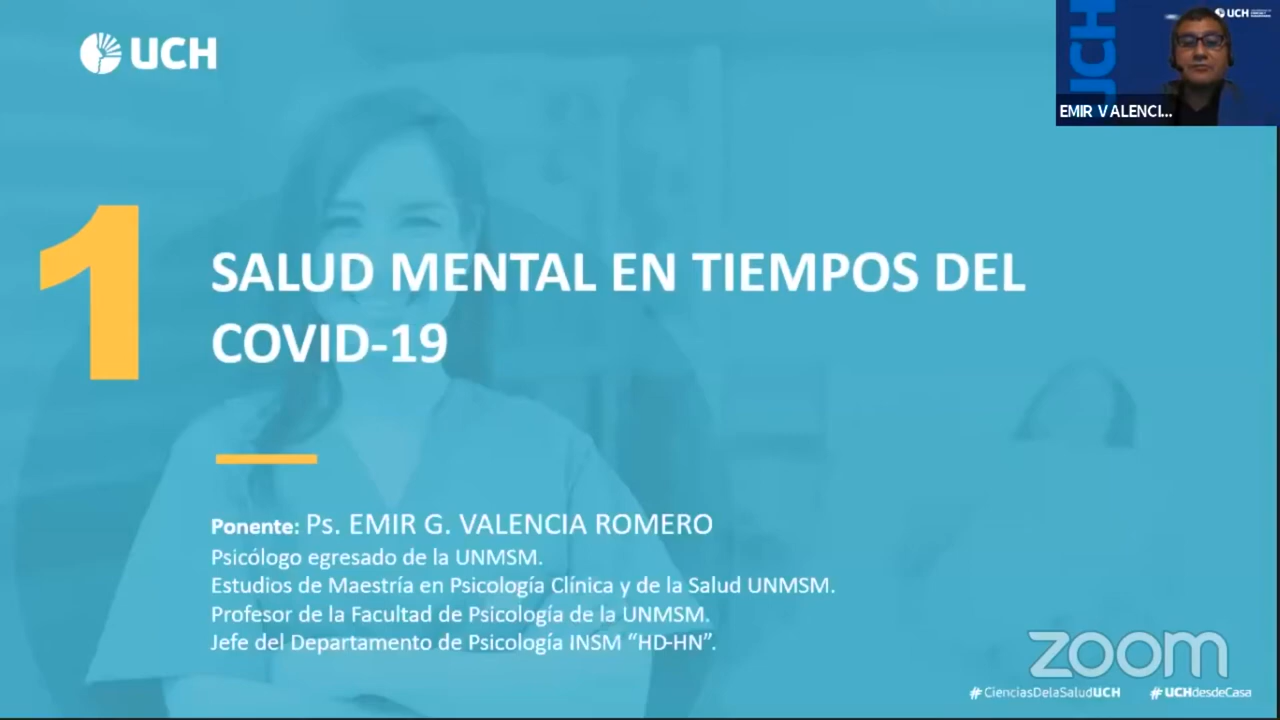 UCH
UCH
UCH
EMIR VALENCI...
1
SALUD MENTAL EN TIEMPOS DEL
COVID-19
Ponente: Ps. EMIR G. VALENCIA ROMERO
Psicólogo egresado de la UNMSM.
Estudios de Maestría en Psicología Clínica y de la Salud UNMSM.
Profesor de la Facultad de Psicología de la UNMSM.
Jefe del Departamento de Psicología INSM “HD-HN”.
zoom
#CienciasDelaSaludUCH #UCHdesdeCasa